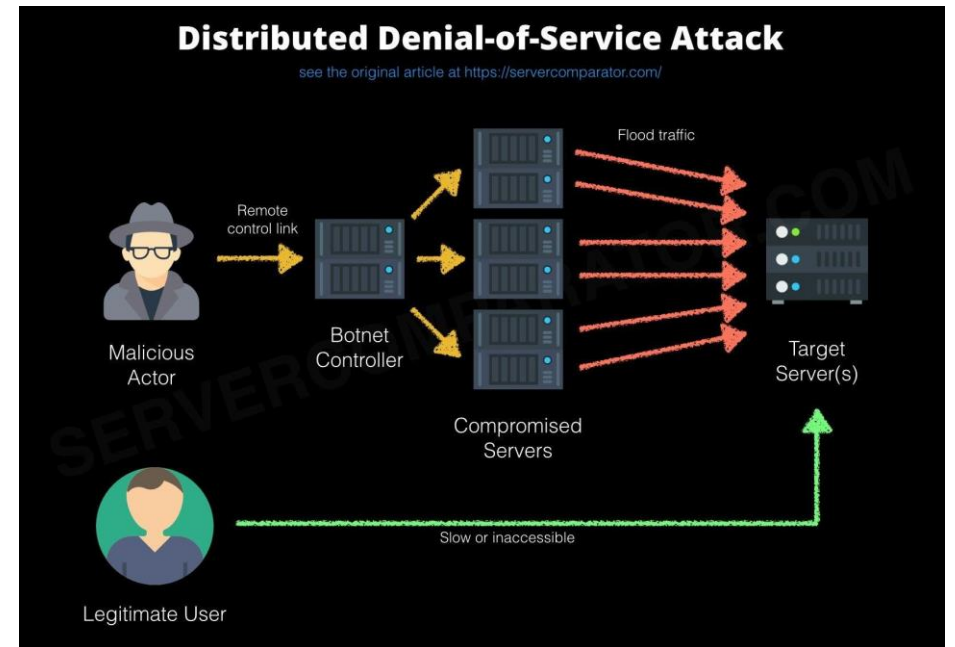 Distributed Denial-of-Service Attack
see the original article at https://servercomparator.com/
Flood traffic
Remote
control link
Malicious
Actor
Botnet
Controller
Compromised
Servers
Target
Server(s)
SERVERCOMPARATOR.COM
Slow or inaccessible
Legitimate User